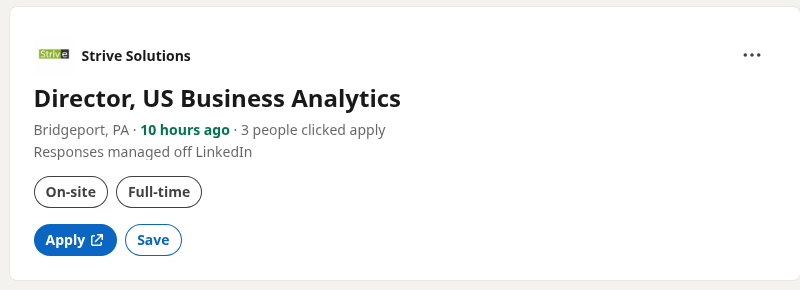 Strive
Strive Solutions
Director, US Business Analytics
Bridgeport, PA · 10 hours ago · 3 people clicked apply
Responses managed off LinkedIn
On-site Full-time
Apply Save